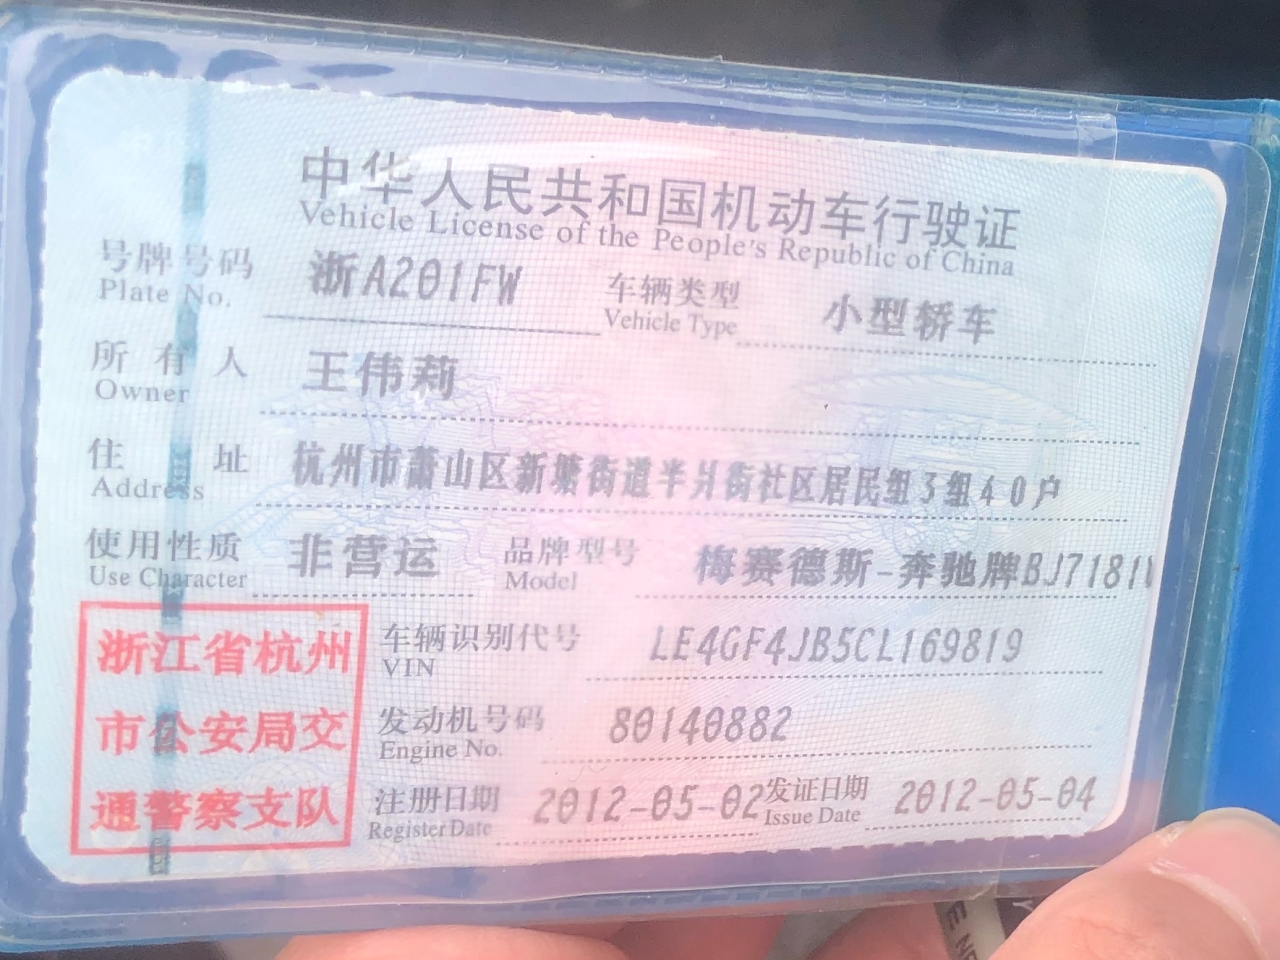 中华人民共和国机动车行驶证
Vehicle License of the People's Republic of China
号牌号码 浙A201FW 车辆类型 小型轿车
Plate No. Vehicle Type
所有人 王伟莉
Owner
住址 杭州市萧山区新塘街道半爿街社区居民组3组40户
Address
使用性质 非营运 品牌型号 梅赛德斯-奔驰牌BJ7181
Use Character Model
浙江省杭州 车辆识别代号 LE4GF4JB5CL169819
VIN
市公安局交 发动机号码 80140882
Engine No.
通警察支队 注册日期 2012-05-02 发证日期 2012-05-04
Register Date Issue Date